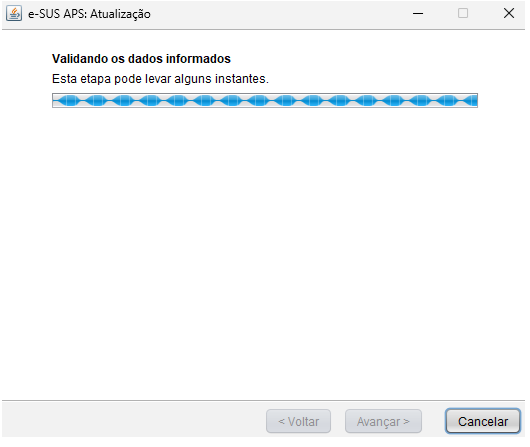 e-SUS APS: Atualização
Validando os dados informados
Esta etapa pode levar alguns instantes.
< Voltar
Avançar >
Cancelar